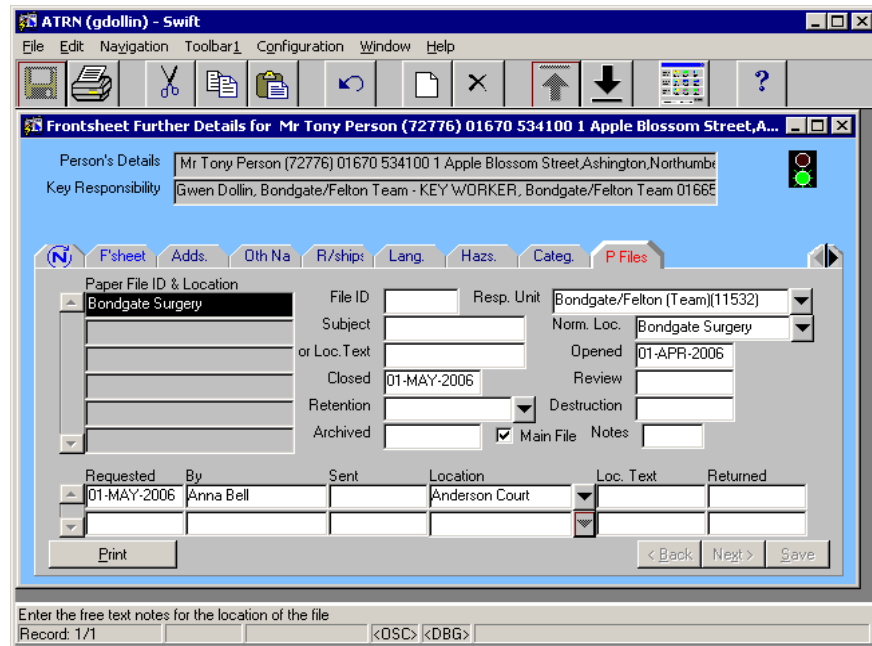 ATRN (gdollin) - Swift
File Edit Navigation Toolbar1 Configuration Window Help
?
Frontsheet Further Details for Mr Tony Person (72776) 01670 534100 1 Apple Blossom Street,A...
Person's Details Mr Tony Person (72776) 01670 534100 1 Apple Blossom Street,Ashington,Northumbe
Key Responsibility Gwen Dollin, Bondgate/Felton Team - KEY WORKER, Bondgate/Felton Team 01665
N F'sheet Adds. Oth Na R/ships Lang. Hazs. Categ. P Files
Paper File ID & Location
Bondgate Surgery File ID Resp. Unit Bondgate/Felton (Team)(11532)
Subject Norm. Loc. Bondgate Surgery
or Loc.Text Opened 01-APR-2006
Closed 01-MAY-2006 Review
Retention Destruction
Archived Main File Notes
Requested By Sent Location Loc. Text Returned
01-MAY-2006 Anna Bell Anderson Court
Print < Back Next > Save
Enter the free text notes for the location of the file
Record: 1/1 <OSC> <DBG>